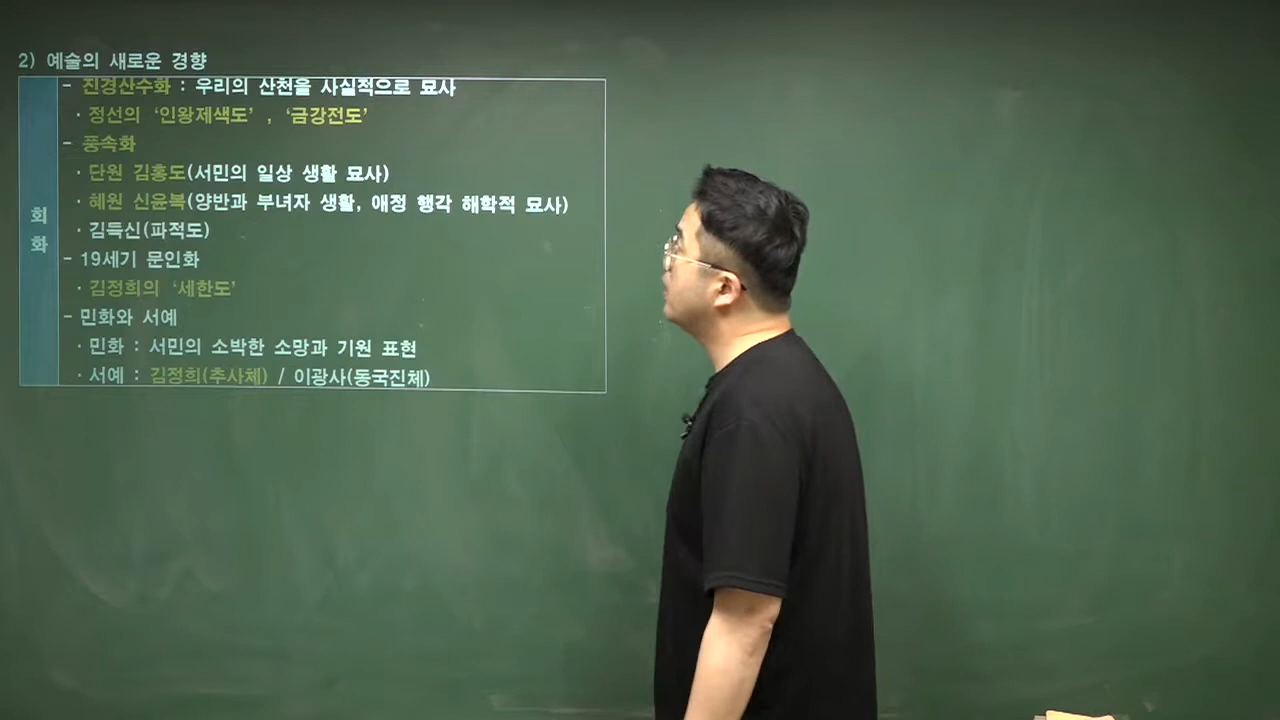 2) 예술의 새로운 경향
회화
- 진경산수화 : 우리의 산천을 사실적으로 묘사
· 정선의 ‘인왕제색도’ , ‘금강전도’
- 풍속화
· 단원 김홍도(서민의 일상 생활 묘사)
· 혜원 신윤복(양반과 부녀자 생활, 애정 행각 해학적 묘사)
· 김득신(파적도)
- 19세기 문인화
· 김정희의 ‘세한도’
- 민화와 서예
· 민화 : 서민의 소박한 소망과 기원 표현
· 서예 : 김정희(추사체) / 이광사(동국진체)